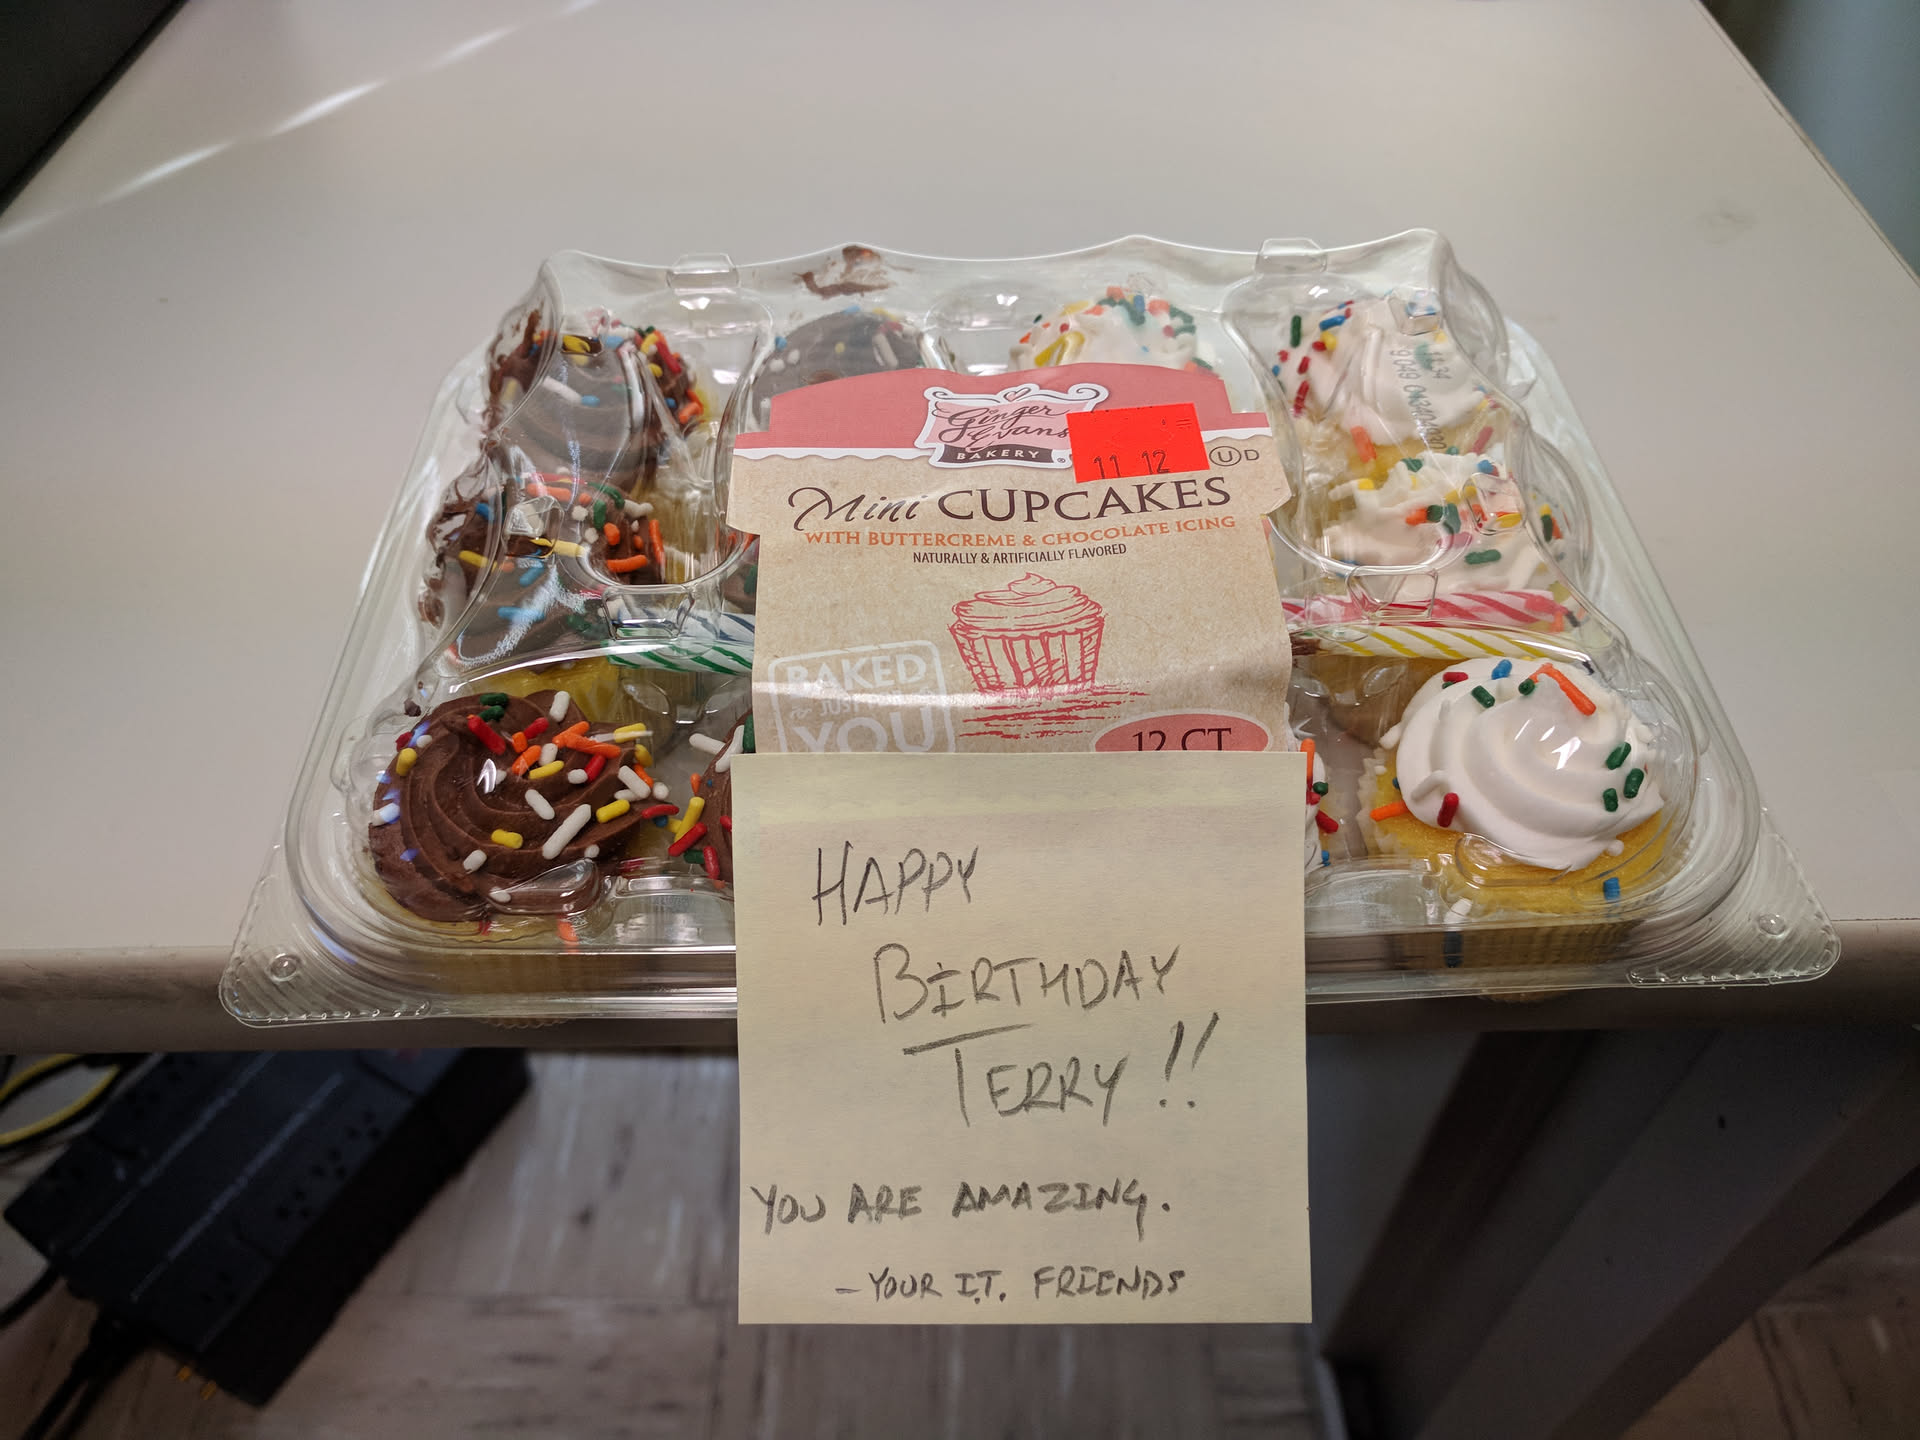 Ginger
Evans
BAKERY
11 12
U D
Mini CUPCAKES
WITH BUTTERCREME & CHOCOLATE ICING
NATURALLY & ARTIFICIALLY FLAVORED
BAKED
JUST
YOU
12 CT
HAPPY
BIRTHDAY
TERRY!!
YOU ARE AMAZING.
-YOUR I.T. FRIENDS